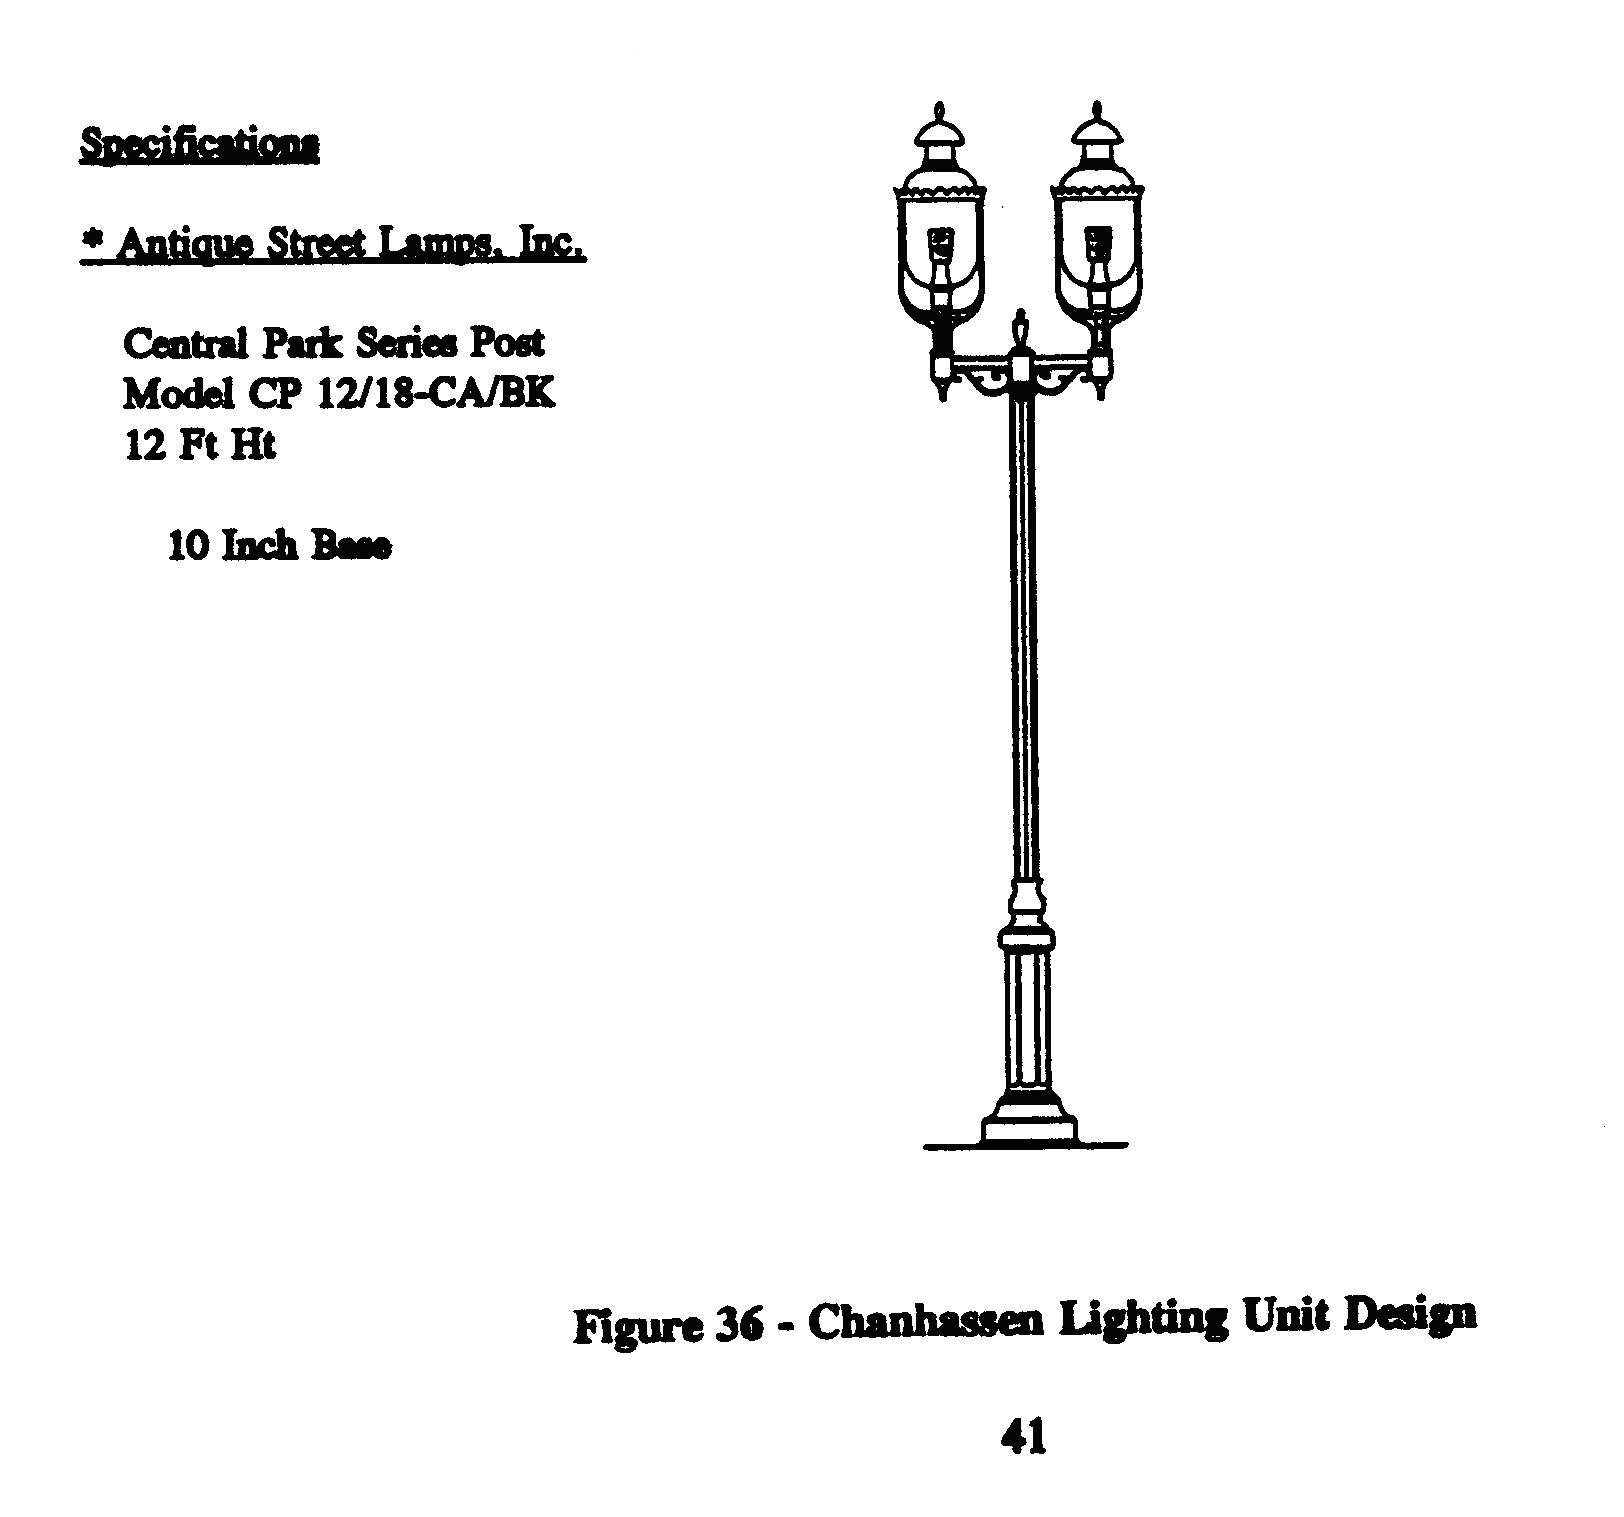 Specifications
* Antique Street Lamps, Inc.
Central Park Series Post
Model CP 12/18-CA/BK
12 Ft Ht
10 Inch Base
Figure 36 - Chanhassen Lighting Unit Design
41